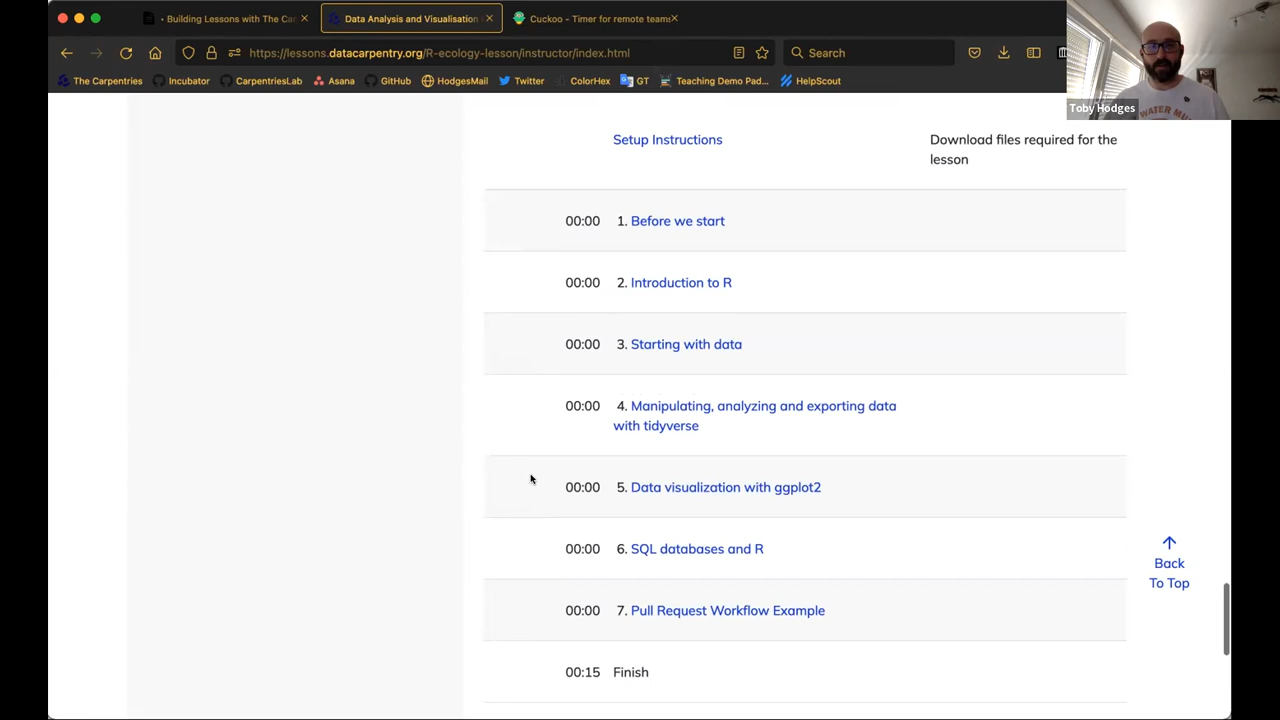 · Building Lessons with The Car
Data Analysis and Visualisation
Cuckoo - Timer for remote teams
https://lessons.datacarpentry.org/R-ecology-lesson/instructor/index.html
Search
The Carpentries
Incubator
CarpentriesLab
Asana
GitHub
HodgesMail
Twitter
ColorHex
GT
Teaching Demo Pad...
HelpScout
Toby Hodges
WATER
Setup Instructions
Download files required for the
lesson
00:00 1. Before we start
00:00 2. Introduction to R
00:00 3. Starting with data
00:00 4. Manipulating, analyzing and exporting data
with tidyverse
00:00 5. Data visualization with ggplot2
00:00 6. SQL databases and R
00:00 7. Pull Request Workflow Example
00:15 Finish
Back
To Top